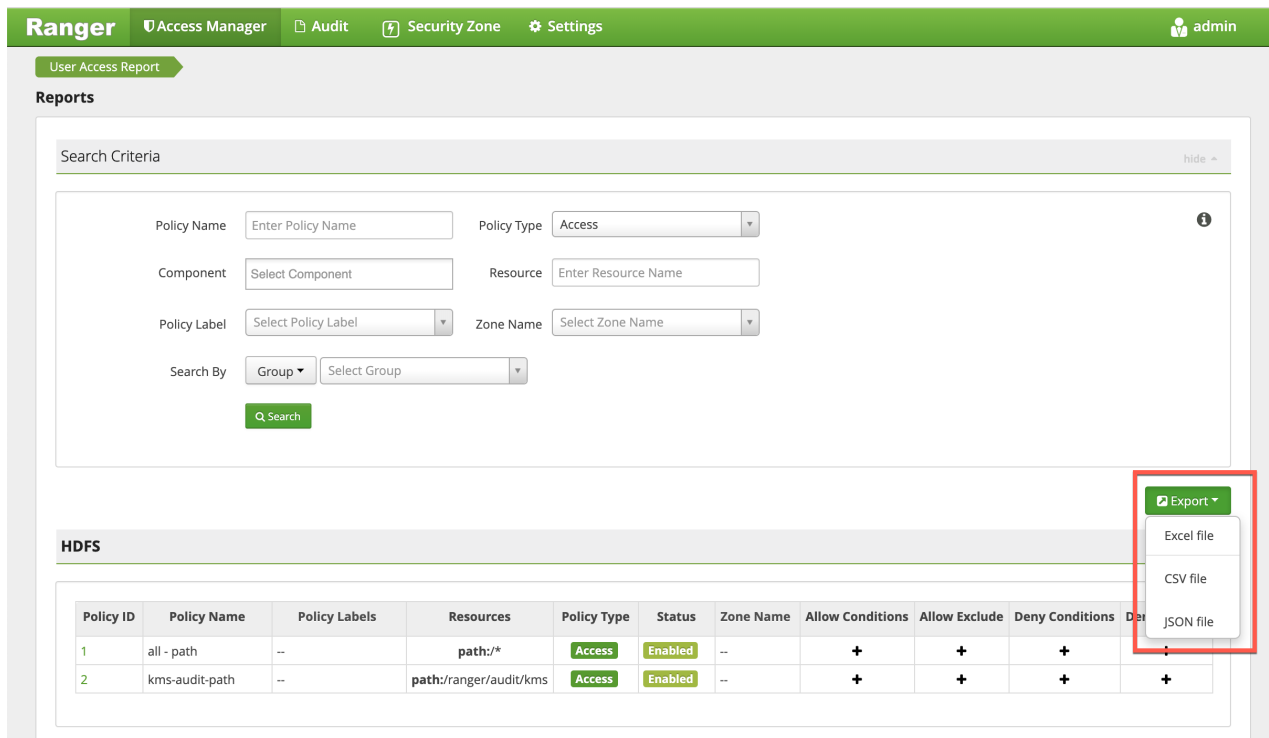 Ranger Access Manager Audit Security Zone Settings admin
User Access Report
Reports
Search Criteria hide
Policy Name Enter Policy Name Policy Type Access
Component Select Component Resource Enter Resource Name
Policy Label Select Policy Label Zone Name Select Zone Name
Search By Group Select Group
Search
Export
Excel file
HDFS
CSV file
Policy ID Policy Name Policy Labels Resources Policy Type Status Zone Name Allow Conditions Allow Exclude Deny Conditions
JSON file
1 all - path -- path:/* Access Enabled -- + + + +
2 kms-audit-path -- path:/ranger/audit/kms Access Enabled -- + + + +